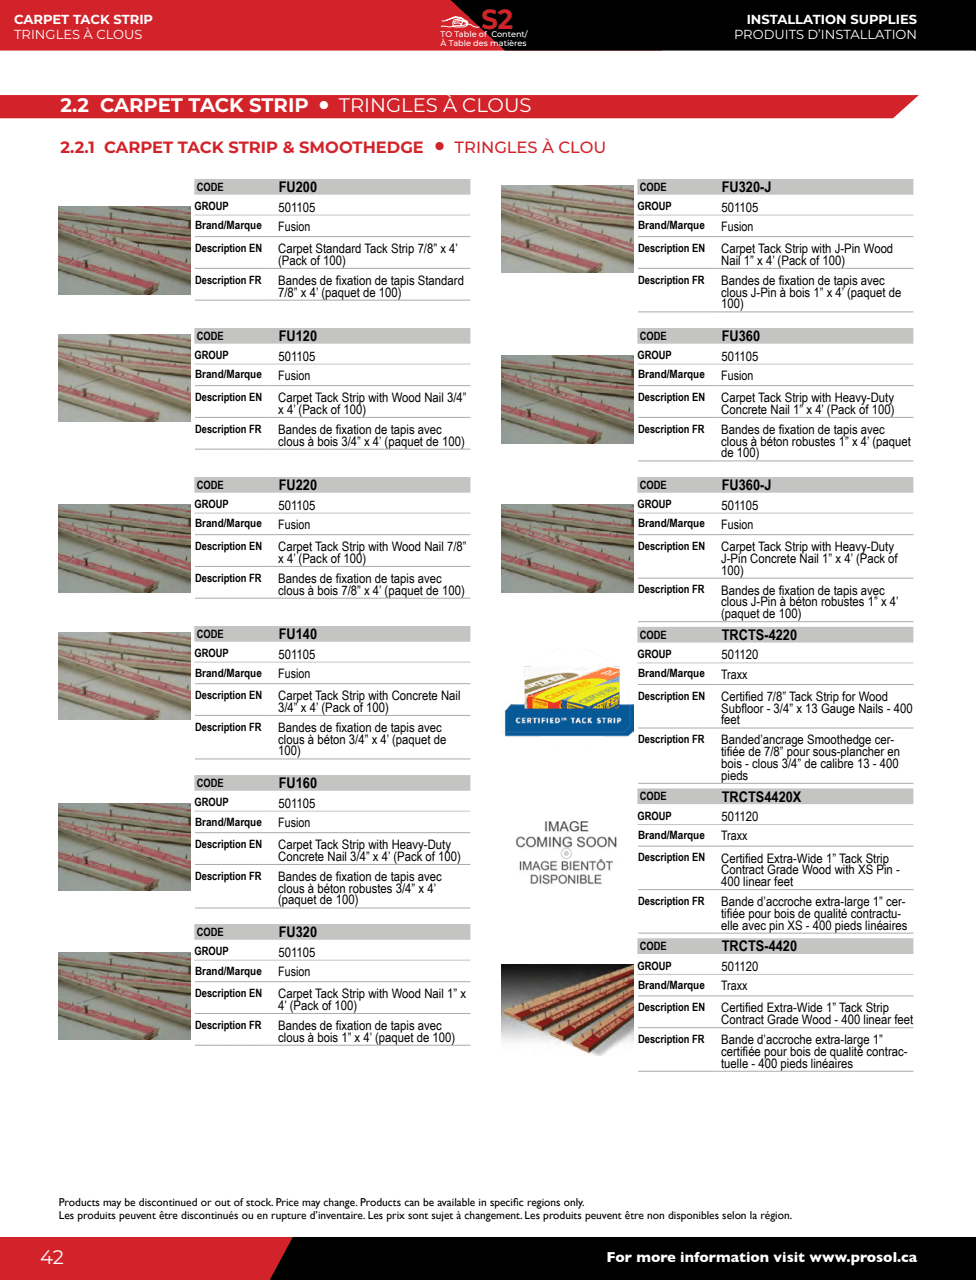 CARPET TACK STRIP
TRINGLES À CLOUS
S2
TO Table of Content/
À Table des matières
INSTALLATION SUPPLIES
PRODUITS D'INSTALLATION
2.2 CARPET TACK STRIP • TRINGLES À CLOUS
2.2.1 CARPET TACK STRIP & SMOOTHEDGE • TRINGLES À CLOU
CODE FU200
GROUP 501105
Brand/Marque Fusion
Description EN Carpet Standard Tack Strip 7/8” x 4’
(Pack of 100)
Description FR Bandes de fixation de tapis Standard
7/8” x 4’ (paquet de 100)
CODE FU120
GROUP 501105
Brand/Marque Fusion
Description EN Carpet Tack Strip with Wood Nail 3/4”
x 4’ (Pack of 100)
Description FR Bandes de fixation de tapis avec
clous à bois 3/4” x 4’ (paquet de 100)
CODE FU220
GROUP 501105
Brand/Marque Fusion
Description EN Carpet Tack Strip with Wood Nail 7/8”
x 4’ (Pack of 100)
Description FR Bandes de fixation de tapis avec
clous à bois 7/8” x 4’ (paquet de 100)
CODE FU140
GROUP 501105
Brand/Marque Fusion
Description EN Carpet Tack Strip with Concrete Nail
3/4” x 4’ (Pack of 100)
Description FR Bandes de fixation de tapis avec
clous à béton 3/4” x 4’ (paquet de
100)
CODE FU160
GROUP 501105
Brand/Marque Fusion
Description EN Carpet Tack Strip with Heavy-Duty
Concrete Nail 3/4” x 4’ (Pack of 100)
Description FR Bandes de fixation de tapis avec
clous à béton robustes 3/4” x 4’
(paquet de 100)
CODE FU320
GROUP 501105
Brand/Marque Fusion
Description EN Carpet Tack Strip with Wood Nail 1” x
4’ (Pack of 100)
Description FR Bandes de fixation de tapis avec
clous à bois 1” x 4’ (paquet de 100)
CODE FU320-J
GROUP 501105
Brand/Marque Fusion
Description EN Carpet Tack Strip with J-Pin Wood
Nail 1” x 4’ (Pack of 100)
Description FR Bandes de fixation de tapis avec
clous J-Pin à bois 1” x 4’ (paquet de
100)
CODE FU360
GROUP 501105
Brand/Marque Fusion
Description EN Carpet Tack Strip with Heavy-Duty
Concrete Nail 1” x 4’ (Pack of 100)
Description FR Bandes de fixation de tapis avec
clous à béton robustes 1” x 4’ (paquet
de 100)
CODE FU360-J
GROUP 501105
Brand/Marque Fusion
Description EN Carpet Tack Strip with Heavy-Duty
J-Pin Concrete Nail 1” x 4’ (Pack of
100)
Description FR Bandes de fixation de tapis avec
clous J-Pin à béton robustes 1” x 4’
(paquet de 100)
CERTIFIED
CERTIFIED™ TACK STRIP
CODE TRCTS-4220
GROUP 501120
Brand/Marque Traxx
Description EN Certified 7/8” Tack Strip for Wood
Subfloor - 3/4” x 13 Gauge Nails - 400
feet
Description FR Banded’ancrage Smoothedge cer-
tifiée de 7/8” pour sous-plancher en
bois - clous 3/4” de calibre 13 - 400
pieds
IMAGE
COMING SOON
IMAGE BIENTÔT
DISPONIBLE
CODE TRCTS4420X
GROUP 501120
Brand/Marque Traxx
Description EN Certified Extra-Wide 1” Tack Strip
Contract Grade Wood with XS Pin -
400 linear feet
Description FR Bande d’accroche extra-large 1” cer-
tifiée pour bois de qualité contractu-
elle avec pin XS - 400 pieds linéaires
CODE TRCTS-4420
GROUP 501120
Brand/Marque Traxx
Description EN Certified Extra-Wide 1” Tack Strip
Contract Grade Wood - 400 linear feet
Description FR Bande d’accroche extra-large 1”
certifiée pour bois de qualité contrac-
tuelle - 400 pieds linéaires
Products may be discontinued or out of stock. Price may change. Products can be available in specific regions only.
Les produits peuvent être discontinués ou en rupture d’inventaire. Les prix sont sujet à changement. Les produits peuvent être non disponibles selon la région.
42
For more information visit www.prosol.ca